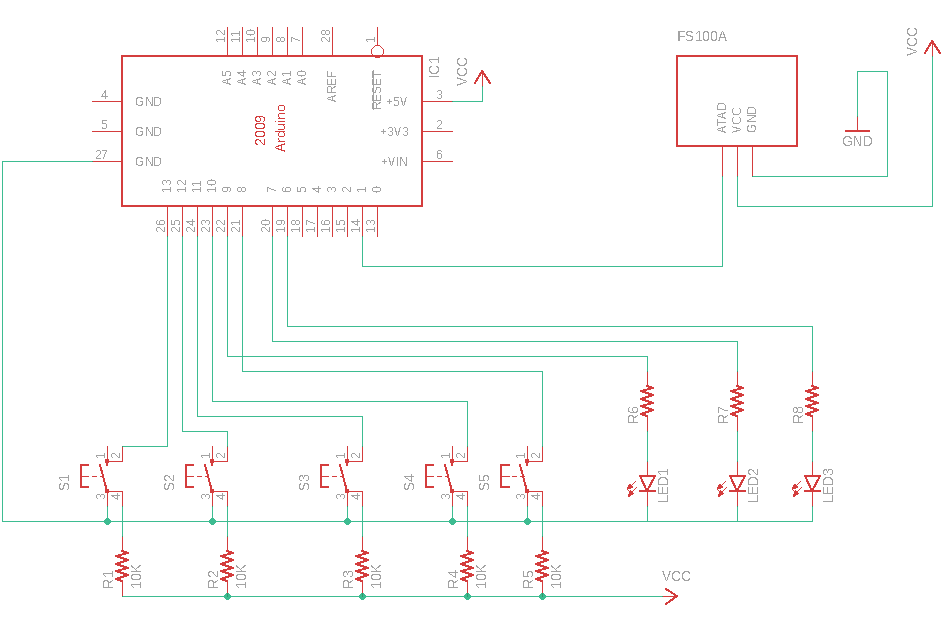 12 11 10 9 8 7 28 1
A5 A4 A3 A2 A1 A0 AREF RESET
IC1
VCC
FS100A
VCC
4 GND
+5V 3
5 GND
+3V3 2
27 GND
+VIN 6
2009
Arduino
ATAD VCC GND
GND
13 12 11 10 9 8 7 6 5 4 3 2 1 0
26 25 24 23 22 21 20 19 18 17 16 15 14 13
R6 R7 R8
1 2 1 2 1 2 1 2 1 2
S1 S2 S3 S4 S5 LED1 LED2 LED3
3 4 3 4 3 4 3 4 3 4
R1 10K R2 10K R3 10K R4 10K R5 10K
VCC